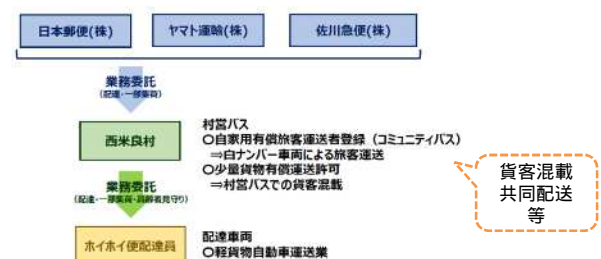 日本郵便(株)
ヤマト運輸(株)
佐川急便(株)
業務委託
(配達・一部集荷)
西米良村
村営バス
〇自家用有償旅客運送者登録（コミュニティバス）
⇒白ナンバー車両による旅客運送
〇少量貨物有償運送許可
⇒村営バスでの貨客混載
貨客混載
共同配送
等
業務委託
(配達・一部集荷・高齢者見守り)
ホイホイ便配達員
配達車両
〇軽貨物自動車運送業